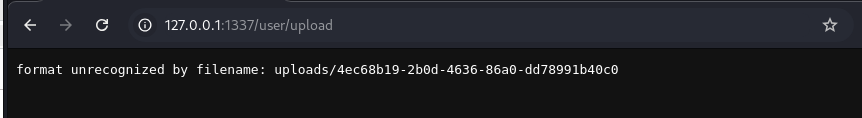 127.0.0.1:1337/user/upload
format unrecognized by filename: uploads/4ec68b19-2b0d-4636-86a0-dd78991b40c0